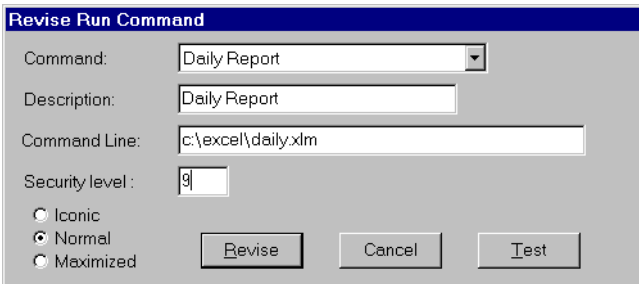 Revise Run Command
Command: Daily Report
Description: Daily Report
Command Line: c:\excel\daily.xlm
Security level : 9
Iconic
Normal
Maximized
Revise Cancel Test